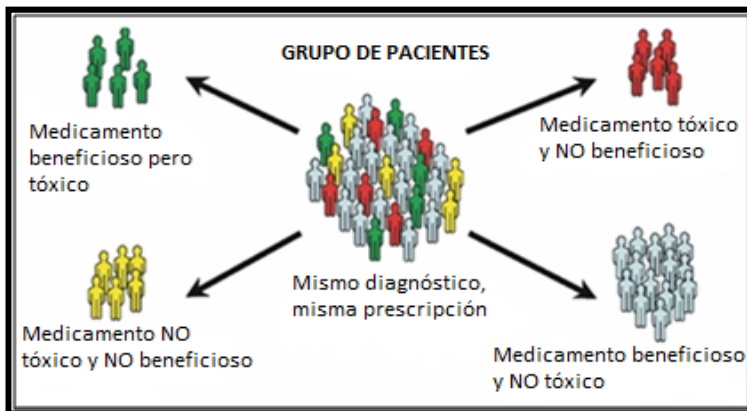 GRUPO DE PACIENTES
Medicamento
beneficioso pero
tóxico
Medicamento tóxico
y NO beneficioso
Mismo diagnóstico,
misma prescripción
Medicamento NO
tóxico y NO beneficioso
Medicamento beneficioso
y NO tóxico